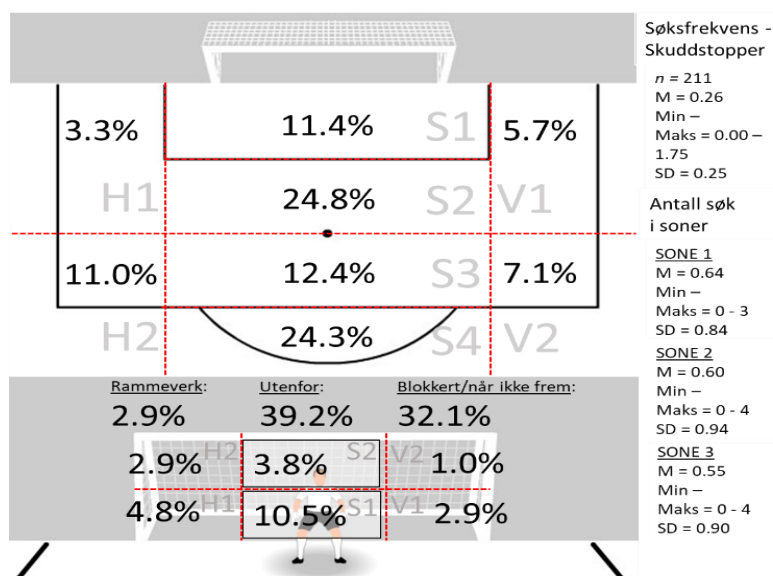 Søksfrekvens -
Skuddstopper
n = 211
M = 0.26
Min –
Maks = 0.00 –
1.75
SD = 0.25
Antall søk
i soner
SONE 1
M = 0.64
Min –
Maks = 0 - 3
SD = 0.84
SONE 2
M = 0.60
Min –
Maks = 0 - 4
SD = 0.94
SONE 3
M = 0.55
Min –
Maks = 0 - 4
SD = 0.90
3.3% 11.4% S1 5.7%
H1 24.8% S2 V1
11.0% 12.4% S3 7.1%
H2 24.3% S4 V2
Rammeverk: Utenfor: Blokkert/når ikke frem:
2.9% 39.2% 32.1%
2.9% H2 3.8% S2 V2 1.0%
4.8% H1 10.5% S1 V1 2.9%